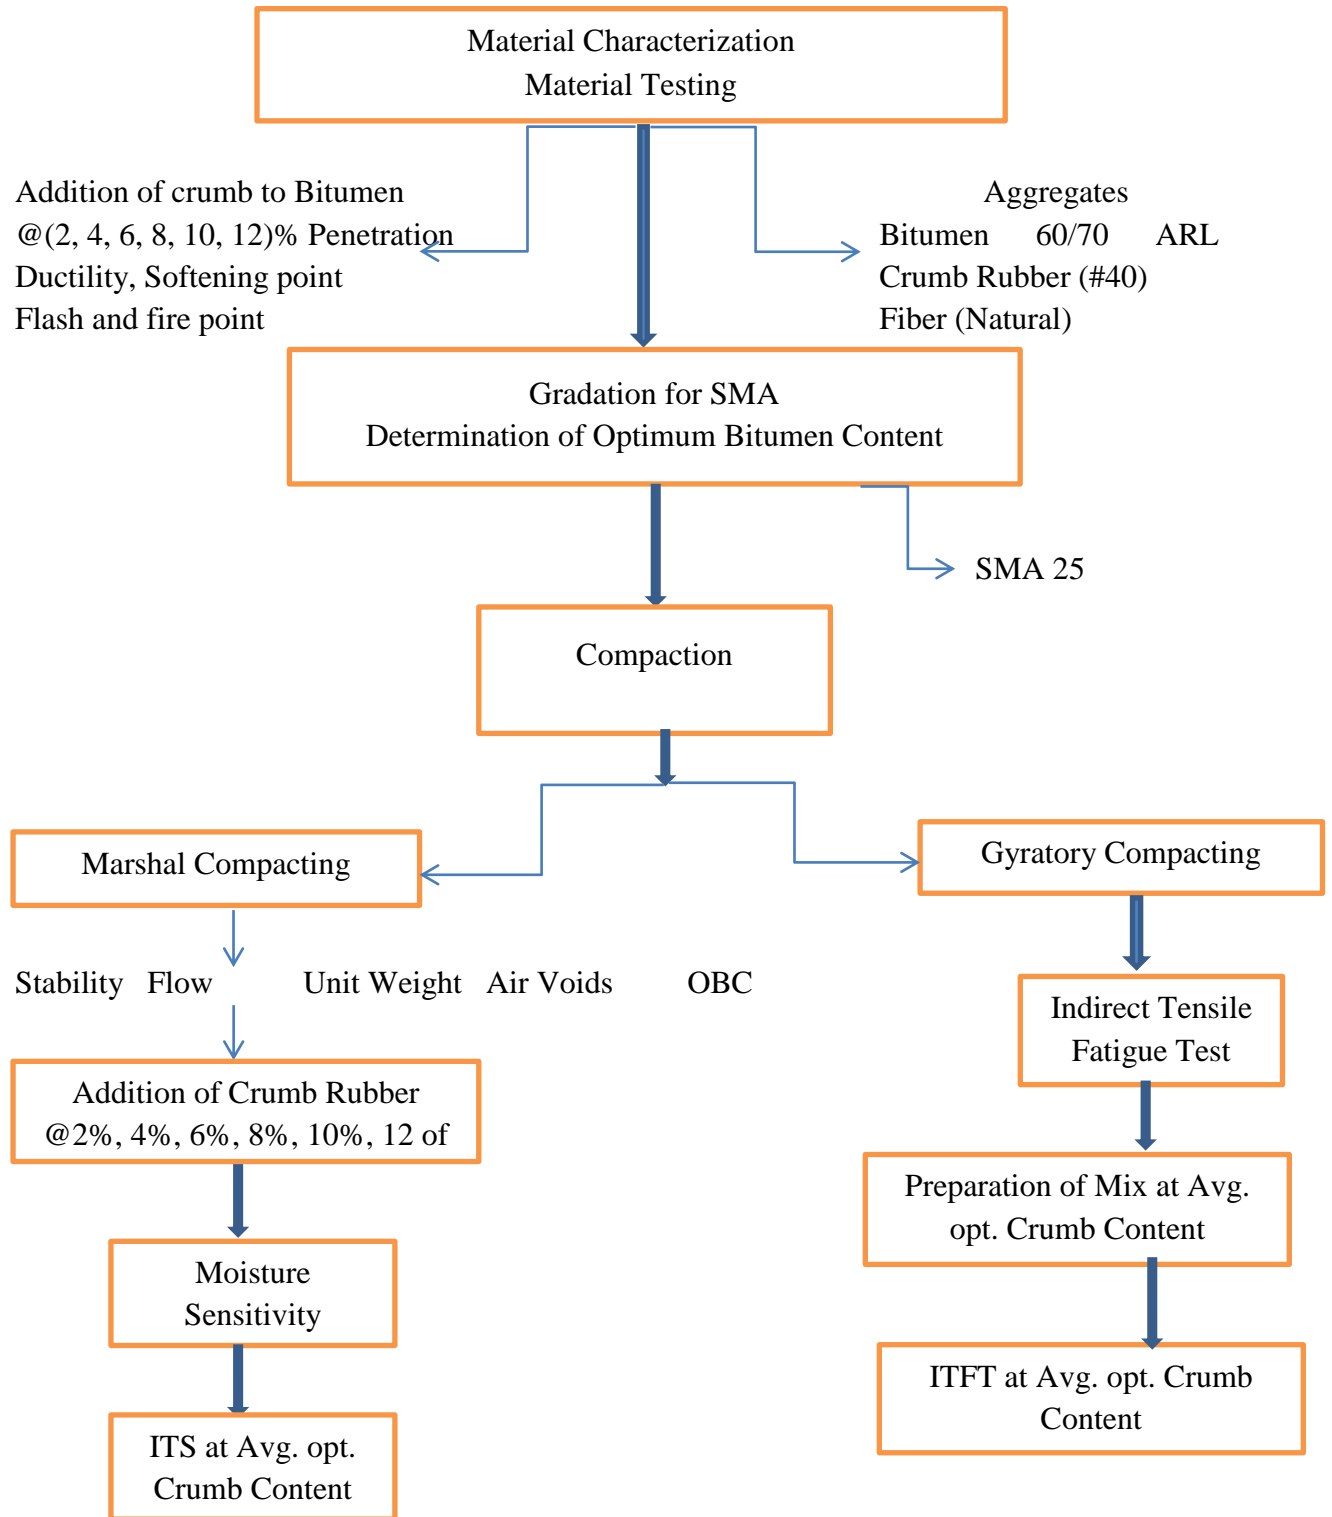 Material Characterization
Material Testing
Addition of crumb to Bitumen
@(2, 4, 6, 8, 10, 12)% Penetration
Ductility, Softening point
Flash and fire point
Aggregates
Bitumen 60/70 ARL
Crumb Rubber (#40)
Fiber (Natural)
Gradation for SMA
Determination of Optimum Bitumen Content
SMA 25
Compaction
Marshal Compacting
Gyratory Compacting
Stability Flow Unit Weight Air Voids OBC
Indirect Tensile
Fatigue Test
Addition of Crumb Rubber
@2%, 4%, 6%, 8%, 10%, 12 of
Preparation of Mix at Avg.
opt. Crumb Content
Moisture
Sensitivity
ITFT at Avg. opt. Crumb
Content
ITS at Avg. opt.
Crumb Content